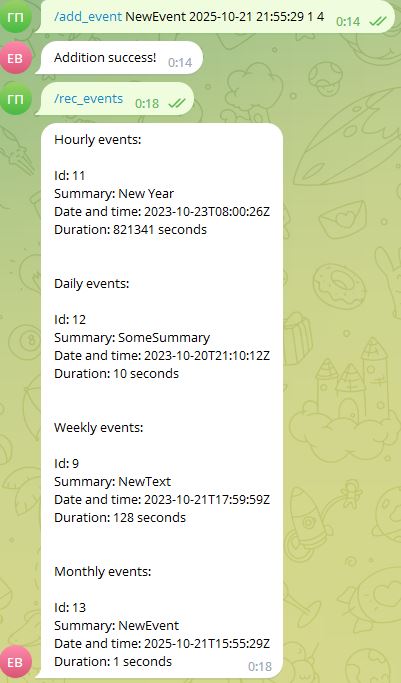 ГП
/add_event NewEvent 2025-10-21 21:55:29 1 4 0:14
ЕВ
Addition success! 0:14
ГП
/rec_events 0:18
Hourly events:
Id: 11
Summary: New Year
Date and time: 2023-10-23T08:00:26Z
Duration: 821341 seconds
Daily events:
Id: 12
Summary: SomeSummary
Date and time: 2023-10-20T21:10:12Z
Duration: 10 seconds
Weekly events:
Id: 9
Summary: NewText
Date and time: 2023-10-21T17:59:59Z
Duration: 128 seconds
Monthly events:
Id: 13
Summary: NewEvent
Date and time: 2025-10-21T15:55:29Z
ЕВ
Duration: 1 seconds 0:18